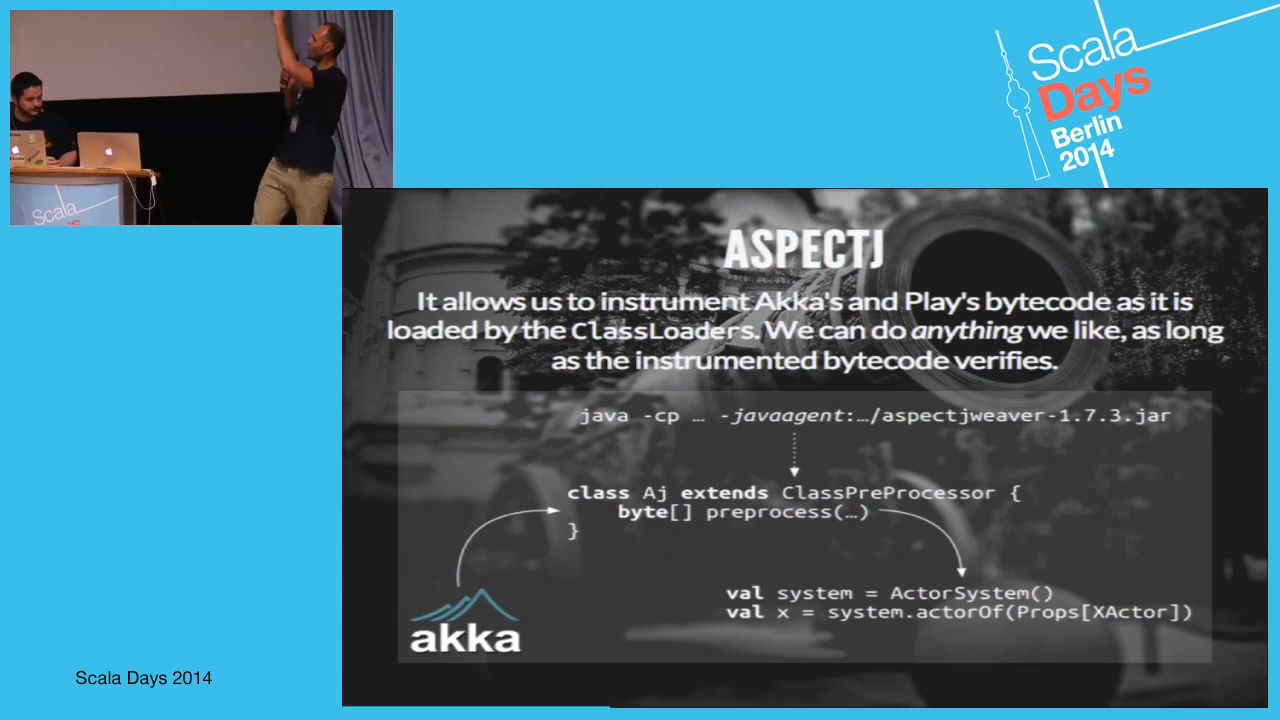 Scala
Days
Berlin
2014
Scala
ASPECTJ
It allows us to instrument Akka's and Play's bytecode as it is
loaded by the ClassLoaders. We can do anything we like, as long
as the instrumented bytecode verifies.
java -cp … -javaagent:…/aspectjweaver-1.7.3.jar
class Aj extends ClassPreProcessor {
byte[] preprocess(…)
}
val system = ActorSystem()
val x = system.actorOf(Props[XActor])
akka
Scala Days 2014